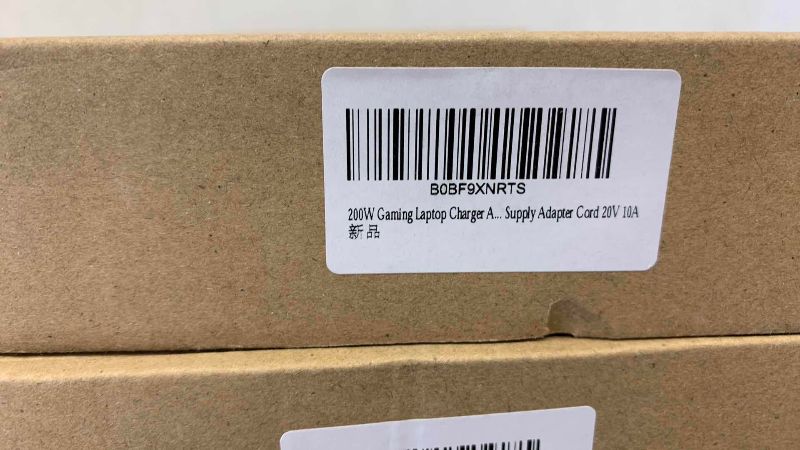 B0BF9XNRTS
200W Gaming Laptop Charger A... Supply Adapter Cord 20V 10A
新品